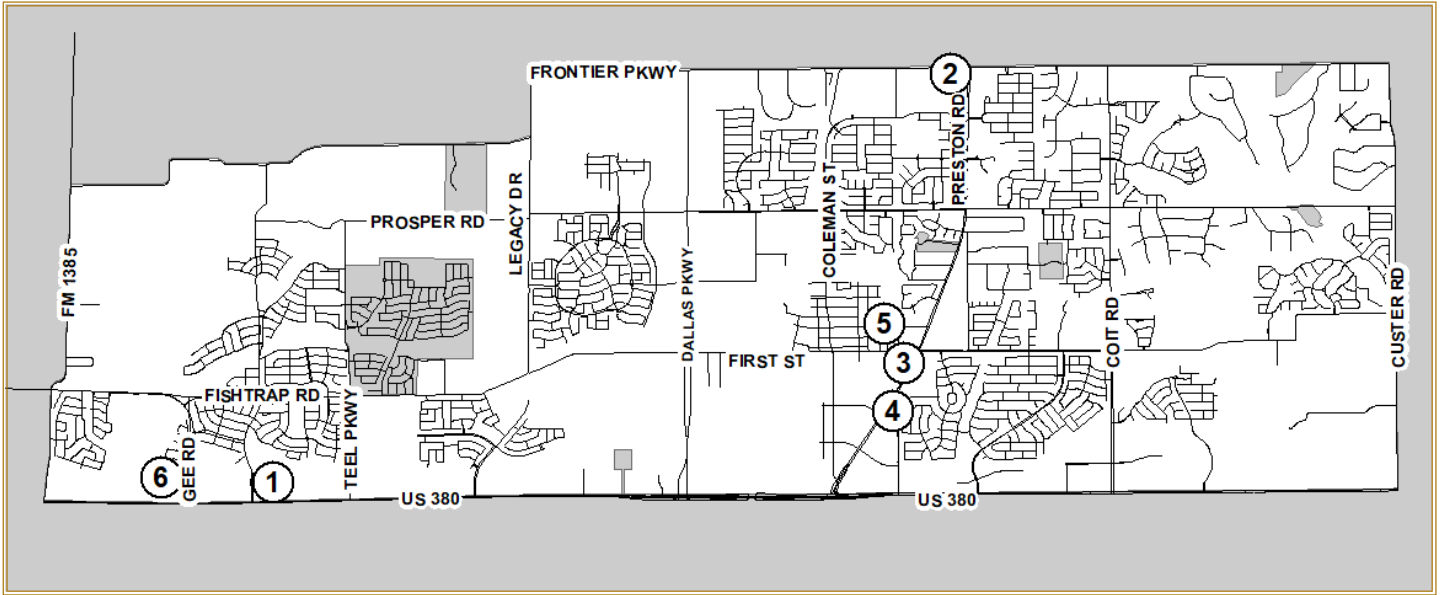 FRONTIER PKWY
2
PRESTON RD
COLEMAN ST
LEGACY DR
PROSPER RD
FM 1385
DALLAS PKWY
CUSTER RD
COIT RD
5
FIRST ST
3
FISHTRAP RD
4
TEEL PKWY
GEE RD
6
1
US 380
US 380